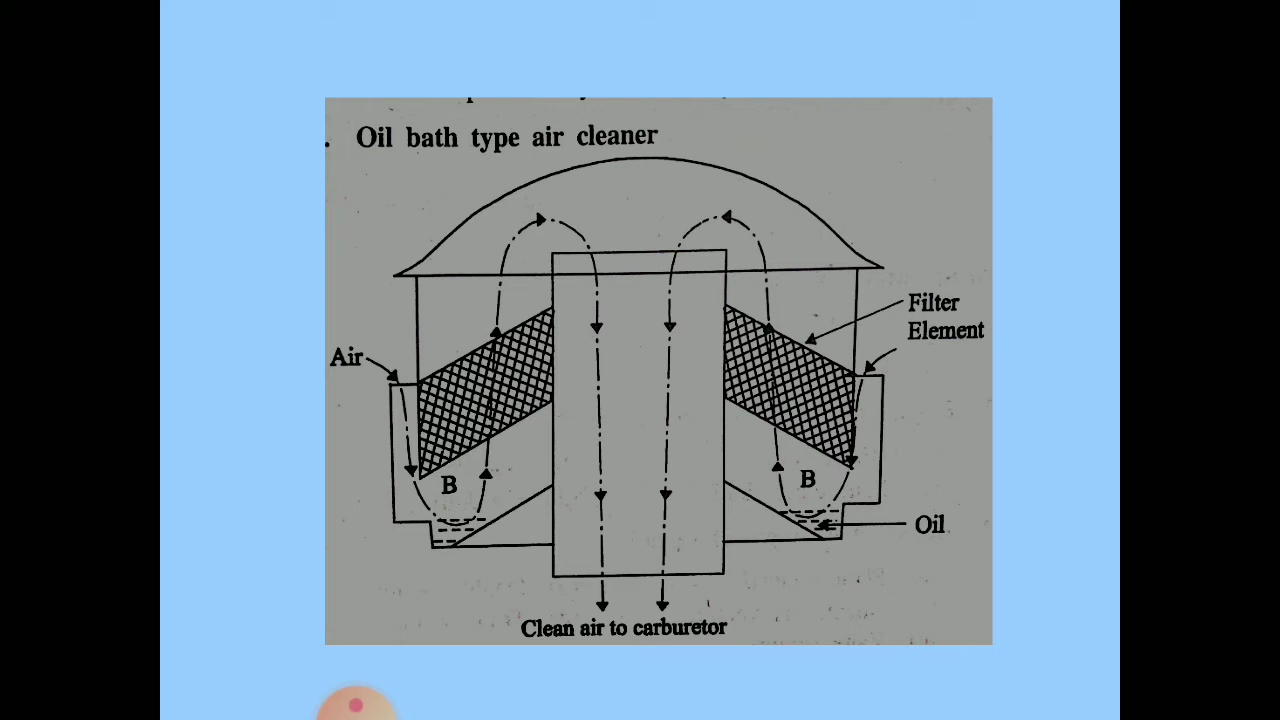 . Oil bath type air cleaner
Filter
Element
Air
B
B
Oil
Clean air to carburetor